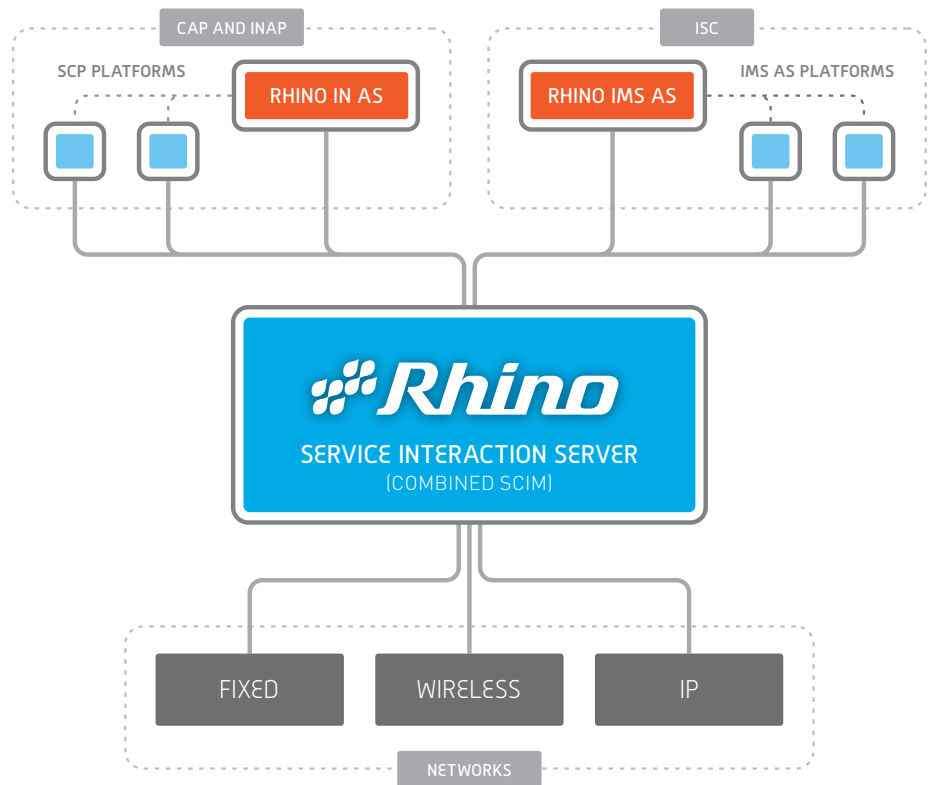 CAP AND INAP
ISC
SCP PLATFORMS
IMS AS PLATFORMS
RHINO IN AS
RHINO IMS AS
Rhino
SERVICE INTERACTION SERVER
(COMBINED SCIM)
FIXED
WIRELESS
IP
NETWORKS